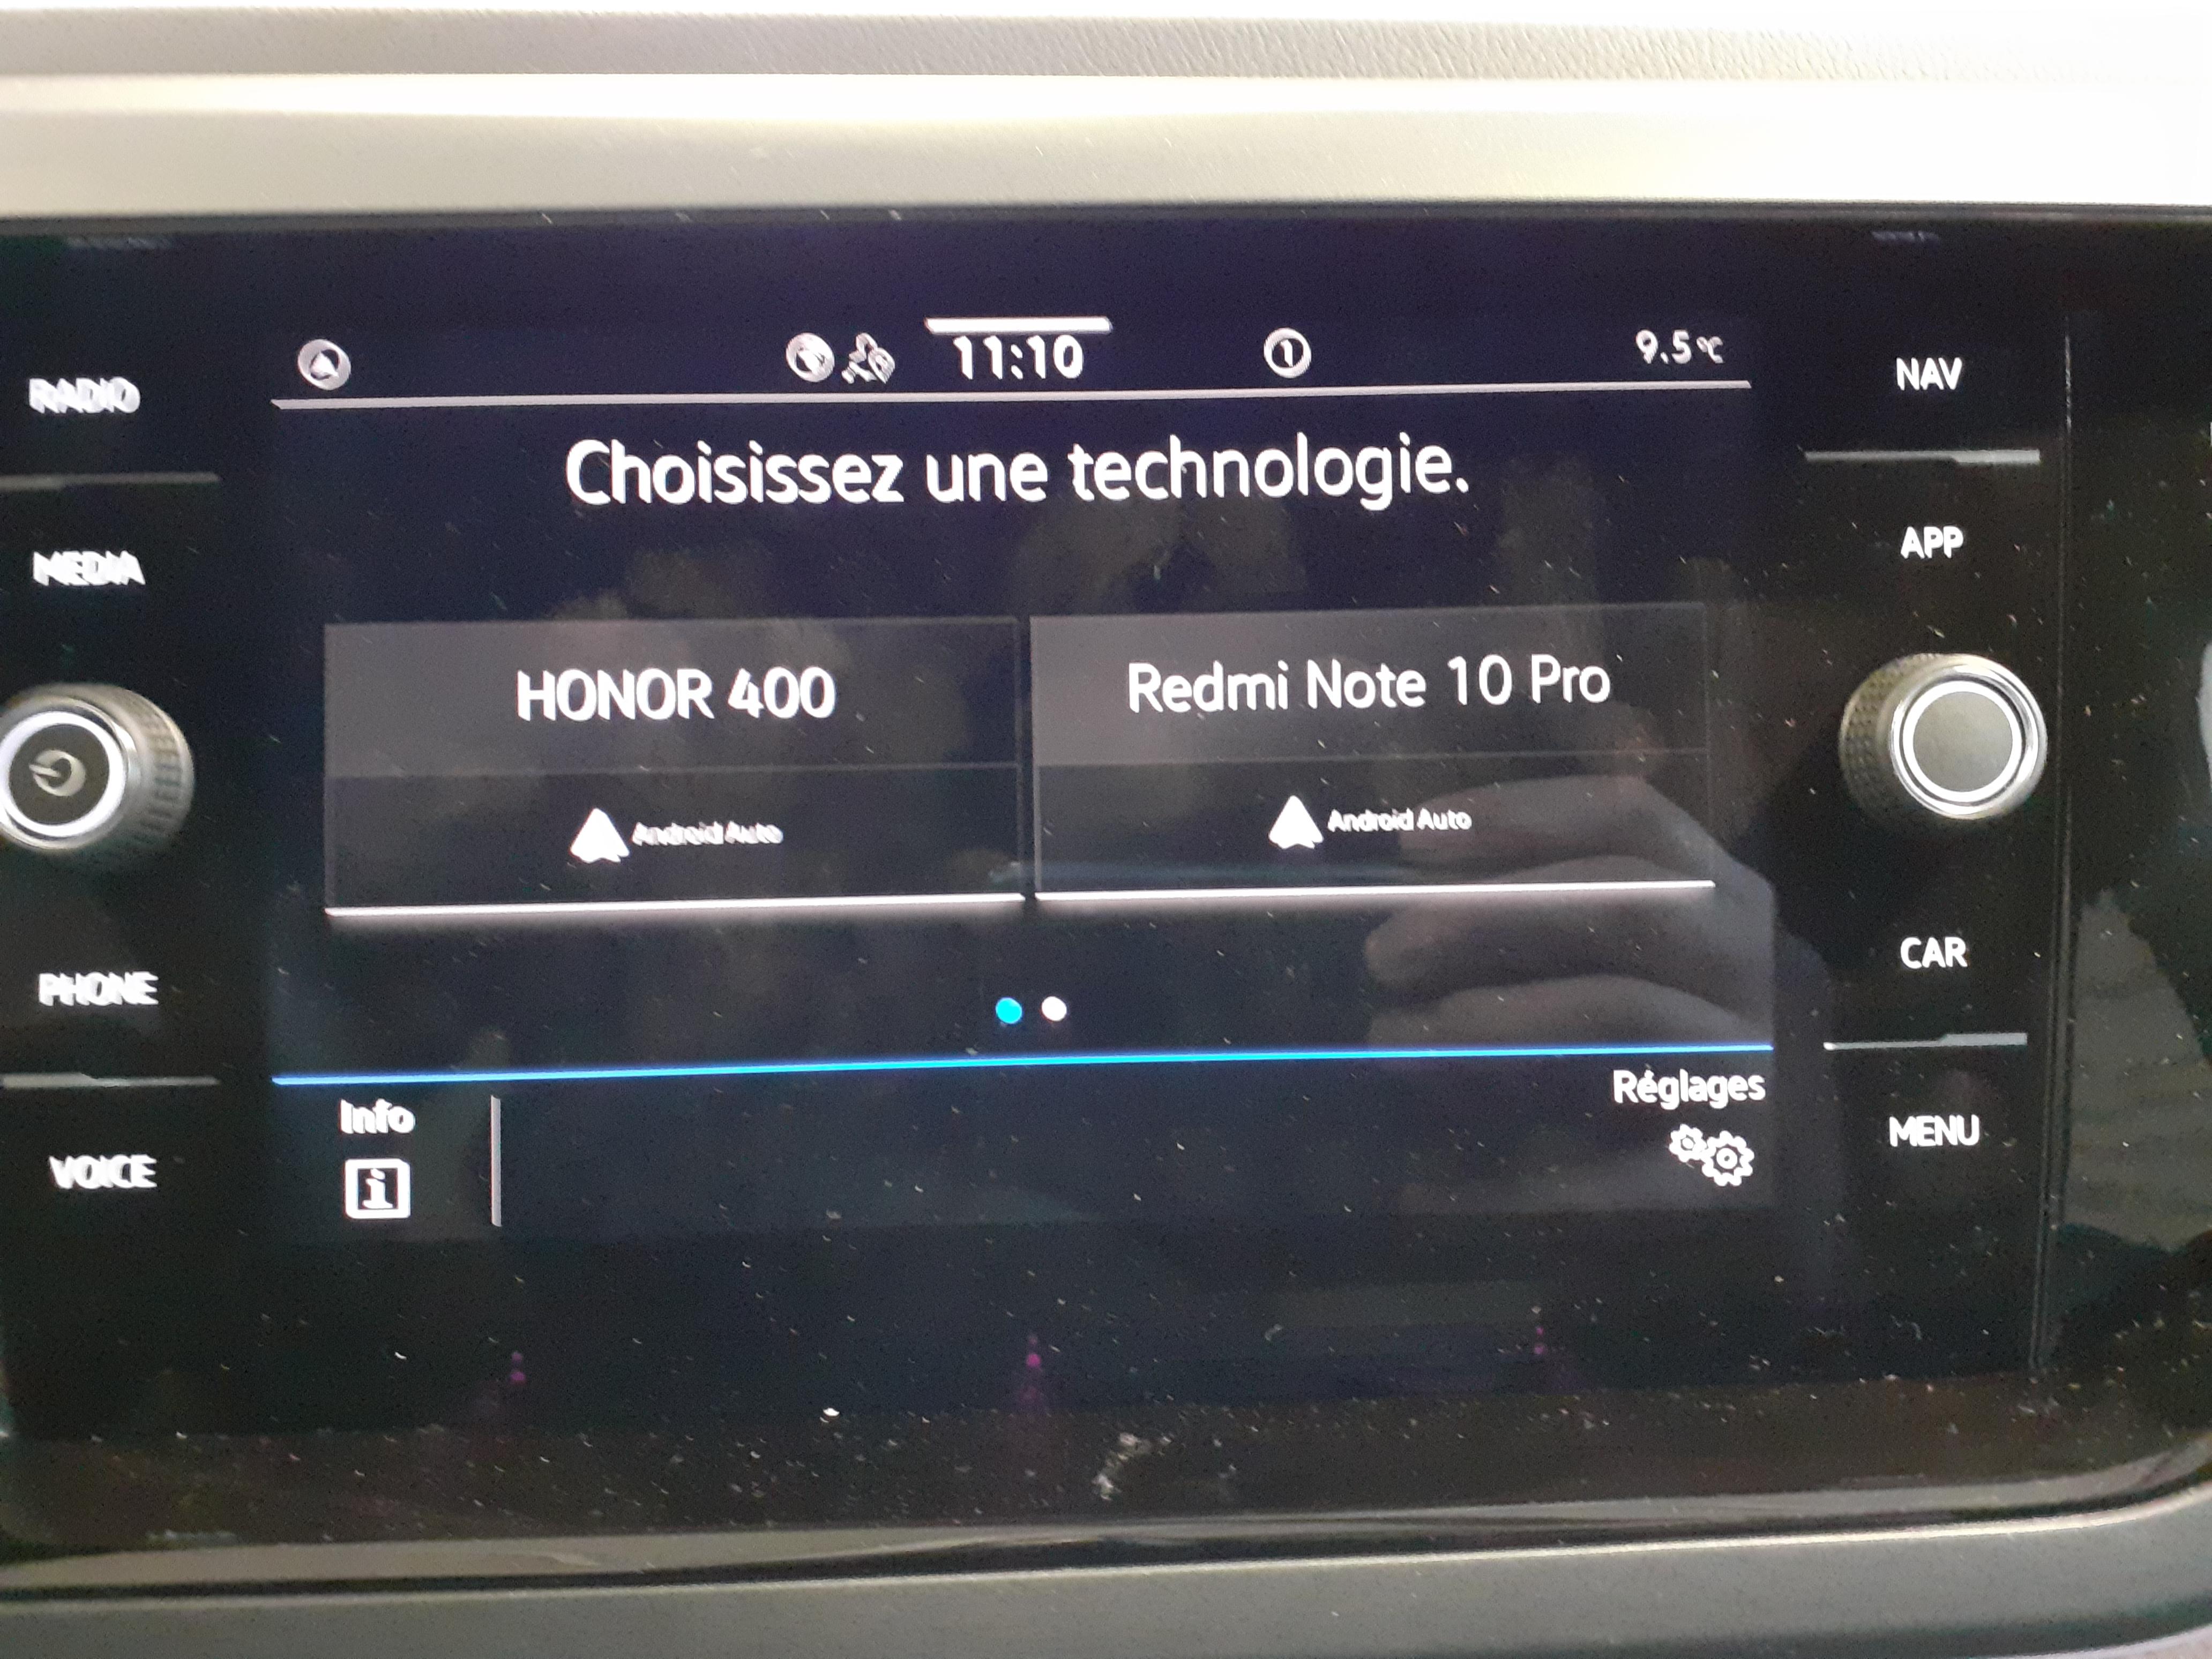 11:10
1
9.5°C
RADIO
NAV
Choisissez une technologie.
MEDIA
APP
HONOR 400
Redmi Note 10 Pro
Android Auto
Android Auto
PHONE
CAR
Info
Réglages
VOICE
MENU